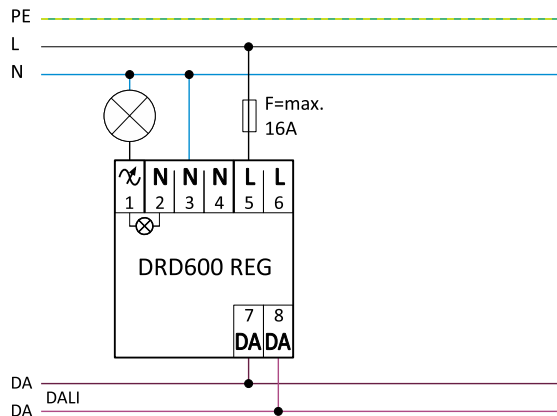 PE
L
N
F=max.
16A
N N N L L
1 2 3 4 5 6
DRD600 REG
7 8
DA DA
DA
DALI
DA